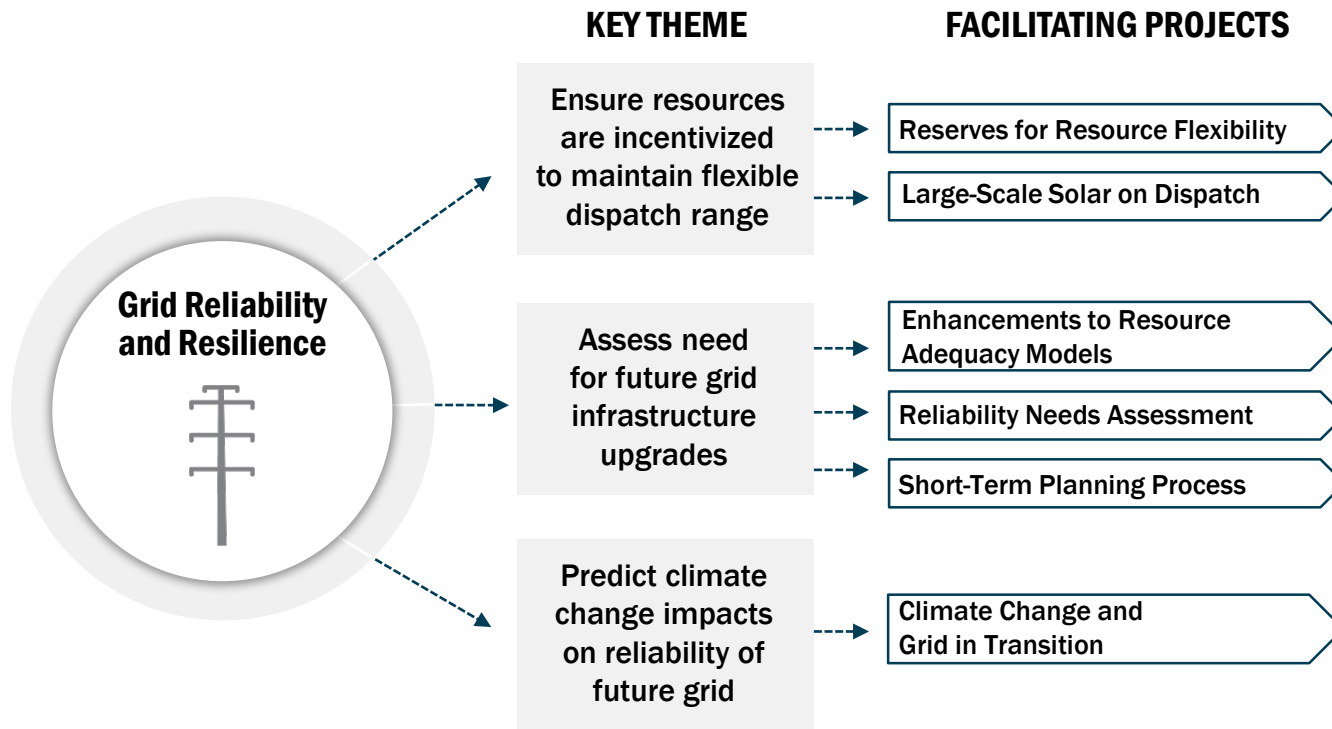 KEY THEME
FACILITATING PROJECTS
Grid Reliability
and Resilience
Ensure resources
are incentivized
to maintain flexible
dispatch range
Reserves for Resource Flexibility
Large-Scale Solar on Dispatch
Assess need
for future grid
infrastructure
upgrades
Enhancements to Resource
Adequacy Models
Reliability Needs Assessment
Short-Term Planning Process
Predict climate
change impacts
on reliability of
future grid
Climate Change and
Grid in Transition